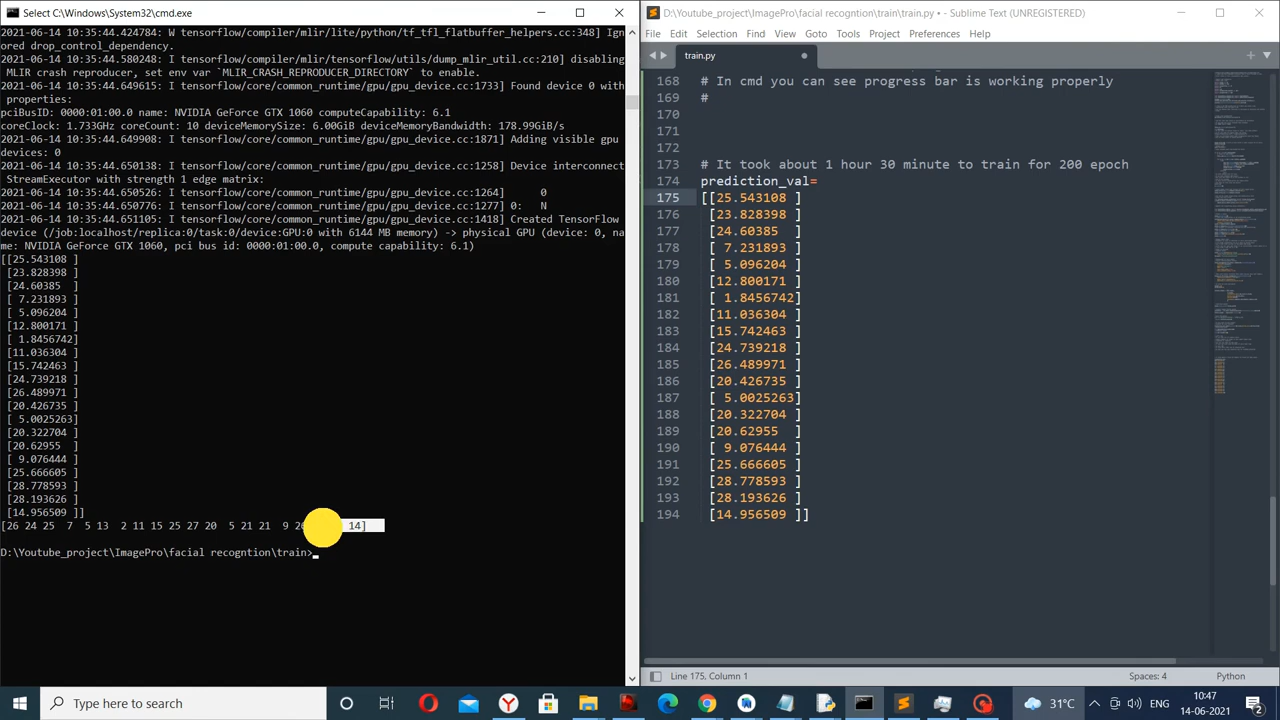 Select C:\Windows\System32\cmd.exe
2021-06-14 10:35:44.424784: W tensorflow/compiler/mlir/lite/python/tf_tfl_flatbuffer_helpers.cc:348] Ign
ored drop_control_dependency.
2021-06-14 10:35:44.580248: I tensorflow/compiler/mlir/tensorflow/utils/dump_mlir_util.cc:210] disabling
MLIR crash reproducer, set env var `MLIR_CRASH_REPRODUCER_DIRECTORY` to enable.
2021-06-14 10:35:44.649615: I tensorflow/core/common_runtime/gpu/gpu_device.cc:1733] Found device 0 with
properties:
pciBusID: 0000:01:00.0 name: NVIDIA GeForce GTX 1060 computeCapability: 6.1
coreClock: 1.733GHz coreCount: 10 deviceMemorySize: 6.00GiB deviceMemoryBandwidth: 178.99GiB/s
2021-06-14 10:35:44.649908: I tensorflow/core/common_runtime/gpu/gpu_device.cc:1871] Adding visible gpu
devices: 0
2021-06-14 10:35:44.650138: I tensorflow/core/common_runtime/gpu/gpu_device.cc:1258] Device interconnect
StreamExecutor with strength 1 edge matrix:
2021-06-14 10:35:44.650526: I tensorflow/core/common_runtime/gpu/gpu_device.cc:1264]      0
2021-06-14 10:35:44.650776: I tensorflow/core/common_runtime/gpu/gpu_device.cc:1277] 0:   N
2021-06-14 10:35:44.651105: I tensorflow/core/common_runtime/gpu/gpu_device.cc:1418] Created TensorFlow
device (/job:localhost/replica:0/task:0/device:GPU:0 with 6144 MB memory) -> physical GPU (device: 0, na
me: NVIDIA GeForce GTX 1060, pci bus id: 0000:01:00.0, compute capability: 6.1)
[[25.543108 ]
[23.828398 ]
[24.60385 ]
[ 7.231893 ]
[ 5.096204 ]
[12.800171 ]
[ 1.8456742]
[11.036304 ]
[15.742463 ]
[24.739218 ]
[26.489971 ]
[20.426735 ]
[ 5.0025263]
[20.322704 ]
[20.62955 ]
[ 9.076444 ]
[25.666605 ]
[28.778593 ]
[28.193626 ]
[14.956509 ]]
[26 24 25 7 5 13 2 11 15 25 27 20 5 21 21 9 14]
D:\Youtube_project\ImagePro\facial recogntion\train>
D:\Youtube_project\ImagePro\facial recogntion\train\train.py • - Sublime Text (UNREGISTERED)
File Edit Selection Find View Goto Tools Project Preferences Help
train.py
168 # In cmd you can see progress bar is working properly
169 #
170
171
172
173 # It took about 1 hour 30 minute to train for 200 epoch
174 prediction_val=
175 [[25.543108 ]
176 [23.828398 ]
177 [24.60385 ]
178 [ 7.231893 ]
179 [ 5.096204 ]
180 [12.800171 ]
181 [ 1.8456742]
182 [11.036304 ]
183 [15.742463 ]
184 [24.739218 ]
185 [26.489971 ]
186 [20.426735 ]
187 [ 5.0025263]
188 [20.322704 ]
189 [20.62955 ]
190 [ 9.076444 ]
191 [25.666605 ]
192 [28.778593 ]
193 [28.193626 ]
194 [14.956509 ]]
Line 175, Column 1
Spaces: 4
Python
Type here to search
31°C
ENG
10:47
14-06-2021
2